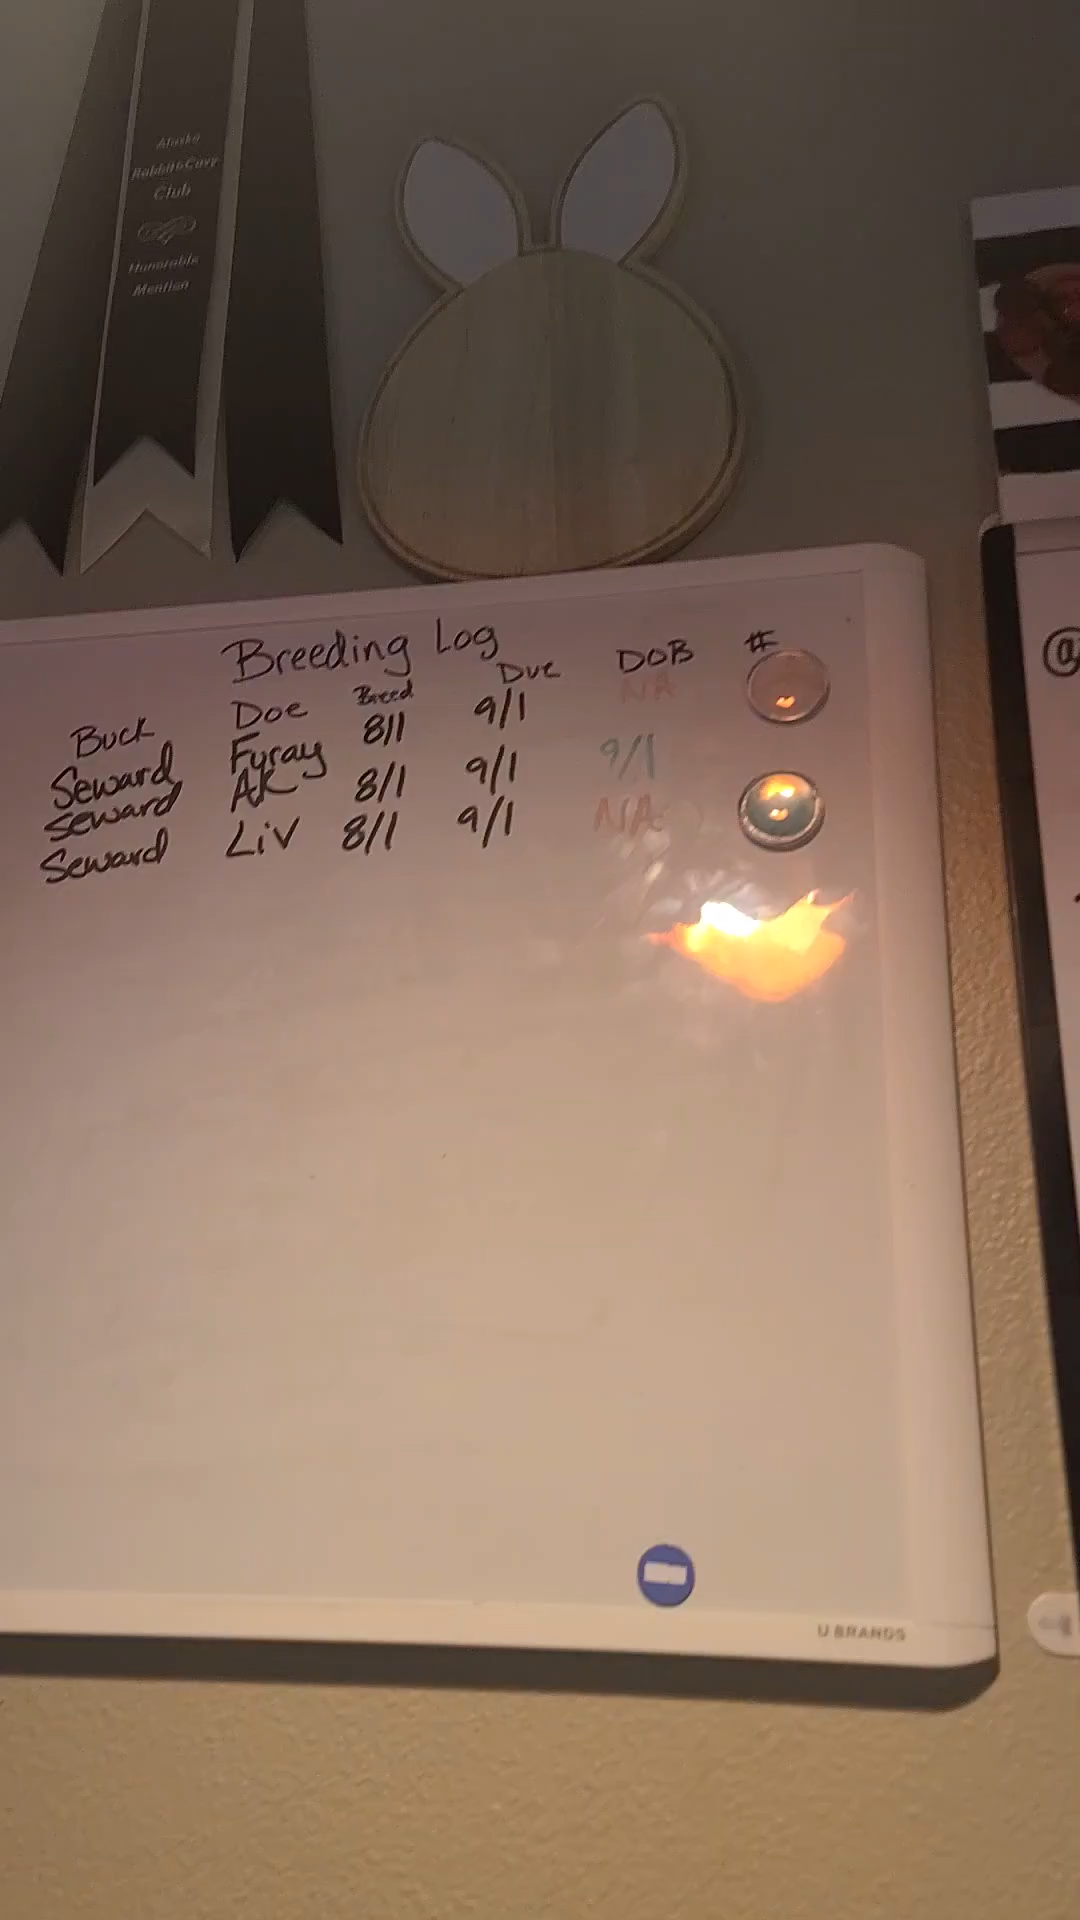 Alaska
Rabbit&Cavy
Club
Honorable
Mention
Breeding Log
Buck Doe Breed Due DOB #
Seward Fyray 8/1 9/1 NA
Seward AK 8/1 9/1 9/1
Seward Liv 8/1 9/1 NA
@
U BRANDS